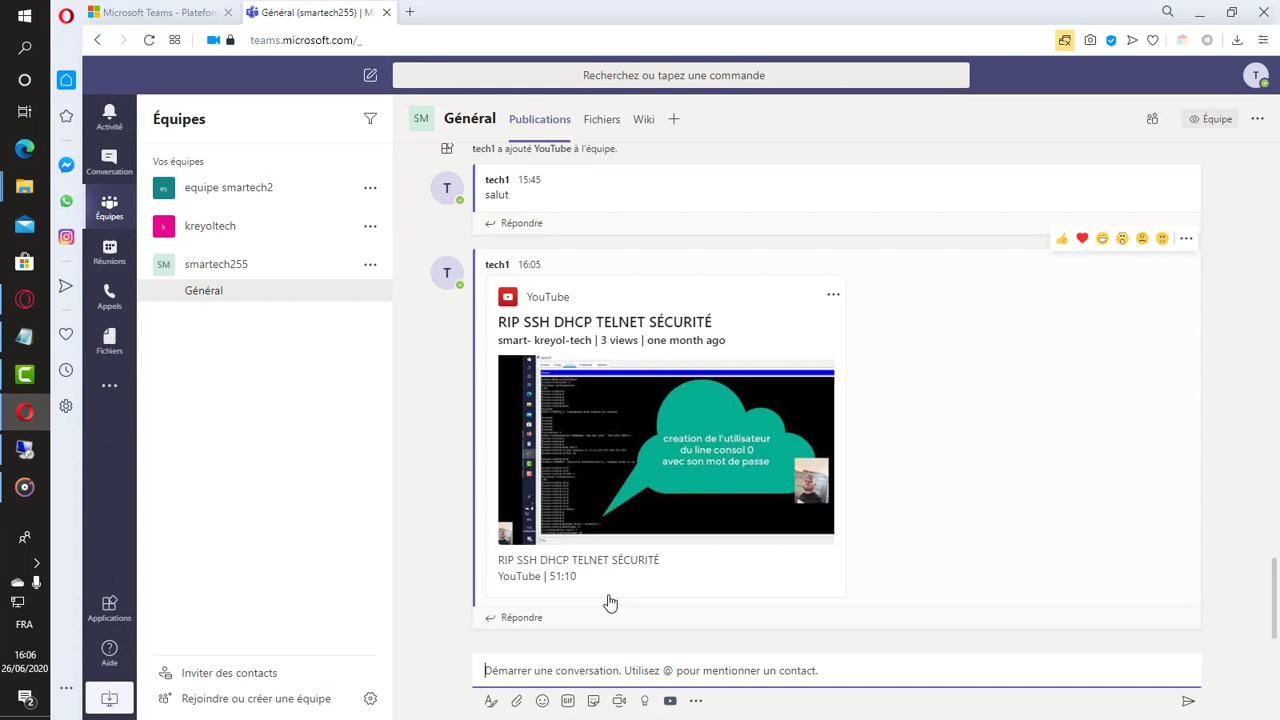 Microsoft Teams - Platefor
Général (smartech255) | M
teams.microsoft.com/_
Recherchez ou tapez une commande
T
Activité
Conversation
Équipes
Réunions
Appels
Fichiers
Applications
Aide
Équipes
Vos équipes
es equipe smartech2
k kreyoltech
SM smartech255
Général
Inviter des contacts
Rejoindre ou créer une équipe
SM Général Publications Fichiers Wiki
Équipe
tech1 a ajouté YouTube à l'équipe.
T
tech1 15:45
salut
Répondre
T
tech1 16:05
YouTube
RIP SSH DHCP TELNET SÉCURITÉ
smart- kreyol-tech | 3 views | one month ago
creation de l'utilisateur
du line consol 0
avec son mot de passe
RIP SSH DHCP TELNET SÉCURITÉ
YouTube | 51:10
Répondre
Démarrer une conversation. Utilisez @ pour mentionner un contact.
GIF
FRA
16:06
26/06/2020
2